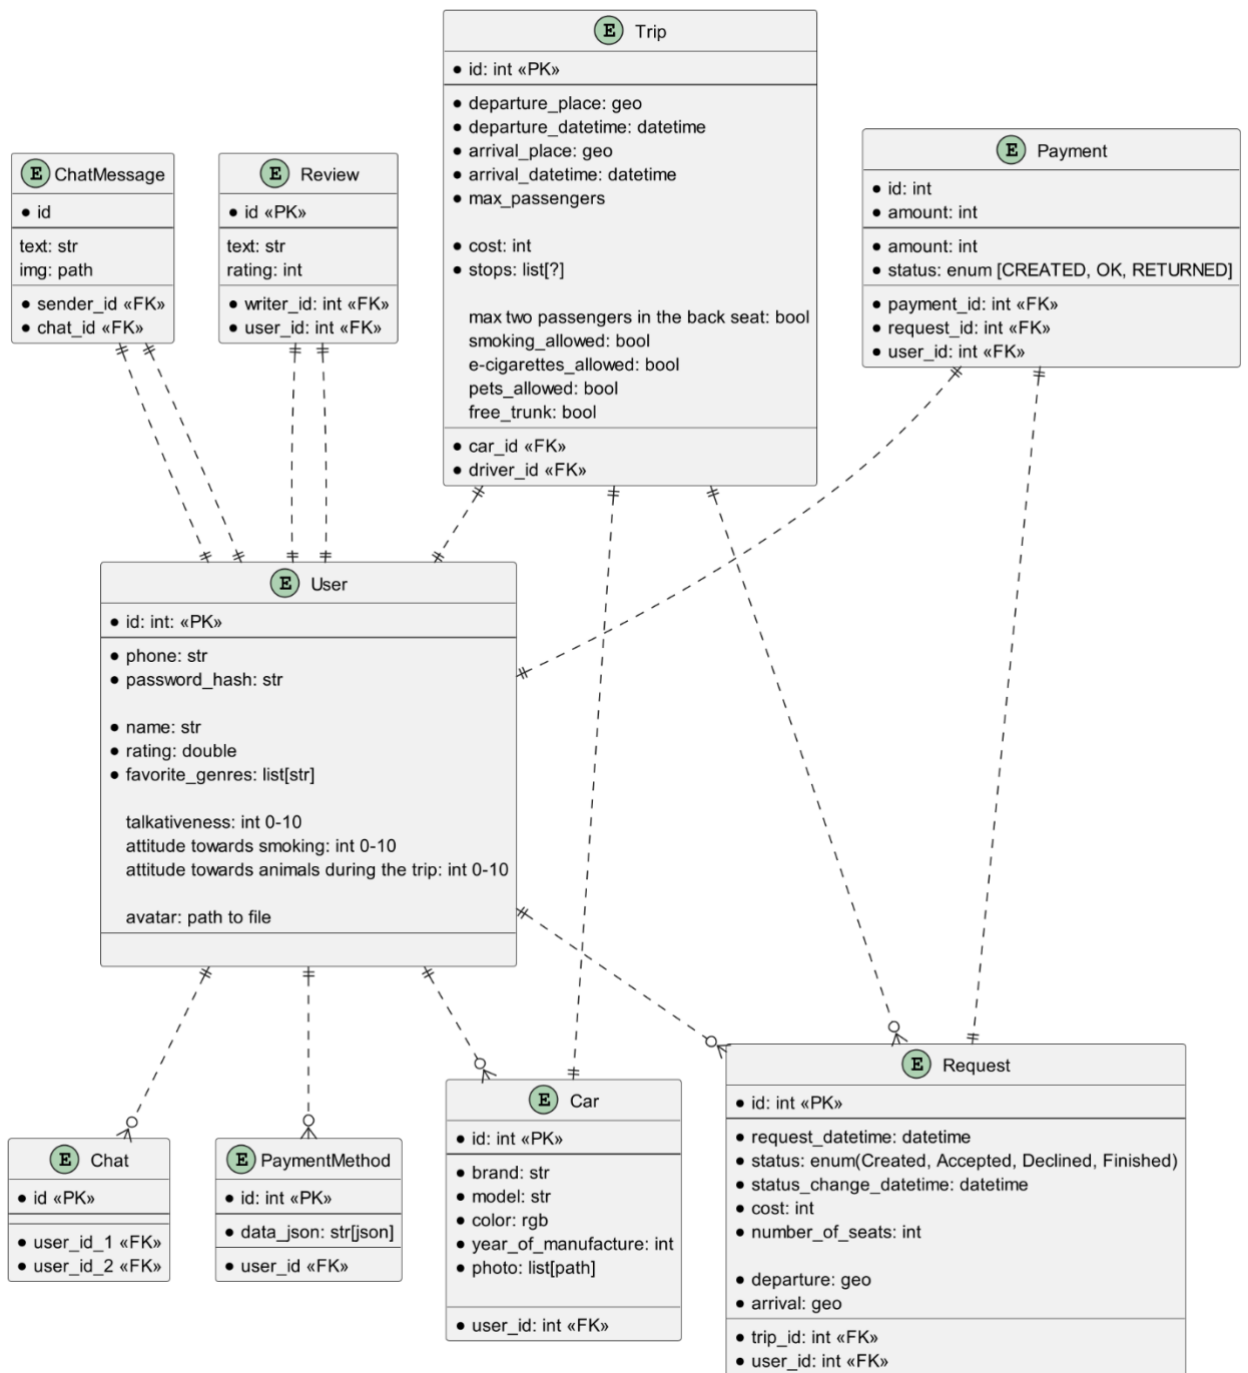 E Trip
id: int «PK»
departure_place: geo
departure_datetime: datetime
arrival_place: geo
arrival_datetime: datetime
max_passengers
cost: int
stops: list[?]
max two passengers in the back seat: bool
smoking_allowed: bool
e-cigarettes_allowed: bool
pets_allowed: bool
free_trunk: bool
car_id «FK»
driver_id «FK»
E ChatMessage
id
text: str
img: path
sender_id «FK»
chat_id «FK»
E Review
id «PK»
text: str
rating: int
writer_id: int «FK»
user_id: int «FK»
E Payment
id: int
amount: int
amount: int
status: enum [CREATED, OK, RETURNED]
payment_id: int «FK»
request_id: int «FK»
user_id: int «FK»
E User
id: int: «PK»
phone: str
password_hash: str
name: str
rating: double
favorite_genres: list[str]
talkativeness: int 0-10
attitude towards smoking: int 0-10
attitude towards animals during the trip: int 0-10
avatar: path to file
E Chat
id «PK»
user_id_1 «FK»
user_id_2 «FK»
E PaymentMethod
id: int «PK»
data_json: str[json]
user_id «FK»
E Car
id: int «PK»
brand: str
model: str
color: rgb
year_of_manufacture: int
photo: list[path]
user_id: int «FK»
E Request
id: int «PK»
request_datetime: datetime
status: enum(Created, Accepted, Declined, Finished)
status_change_datetime: datetime
cost: int
number_of_seats: int
departure: geo
arrival: geo
trip_id: int «FK»
user_id: int «FK»